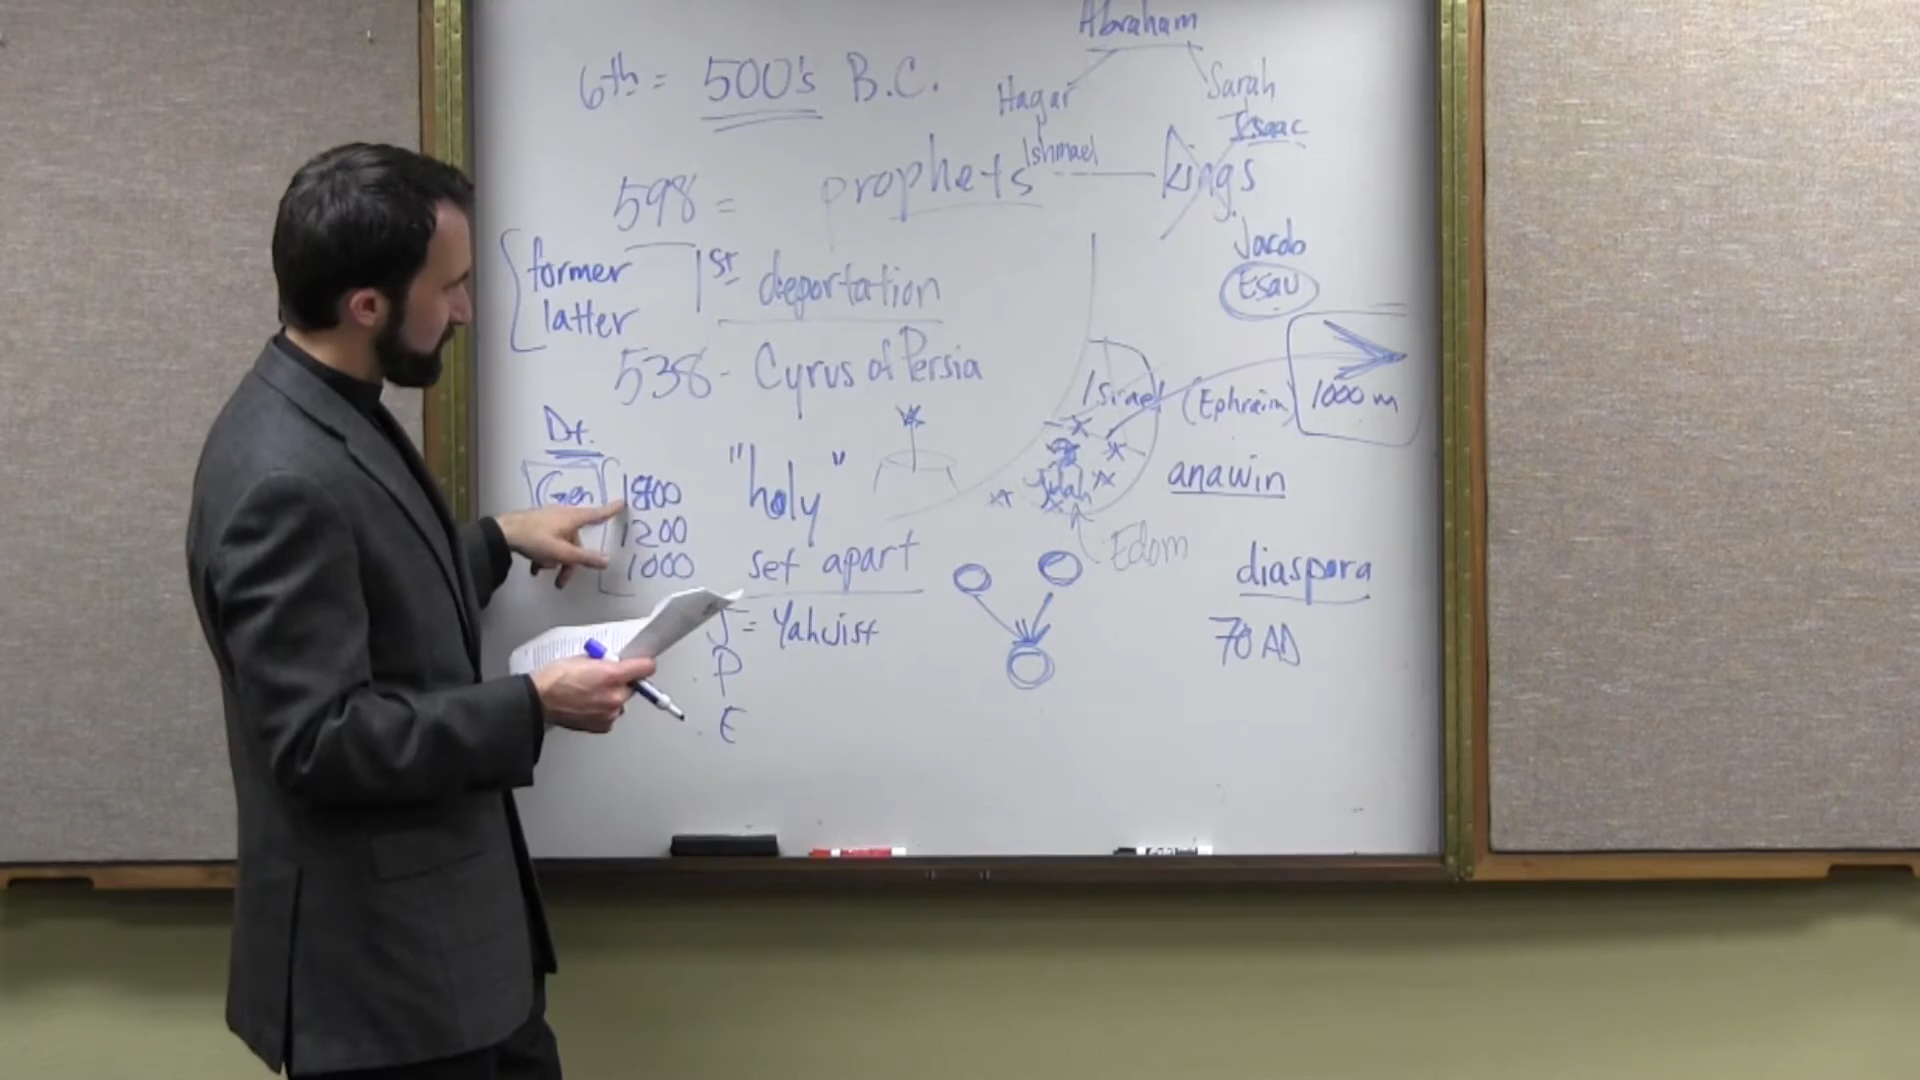 Abraham
6th = 500's B.C.
Hagar
Sarah
Isaac
Ishmael
598 =
prophets
kings
former
latter
1st deportation
Jacob
Esau
538 - Cyrus of Persia
Israel
(Ephraim)
1000 m
Dt.
Gen
1800
1200
1000
"holy"
set apart
Judah
anawin
Edom
diaspora
70 AD
J = Yahwist
P
E